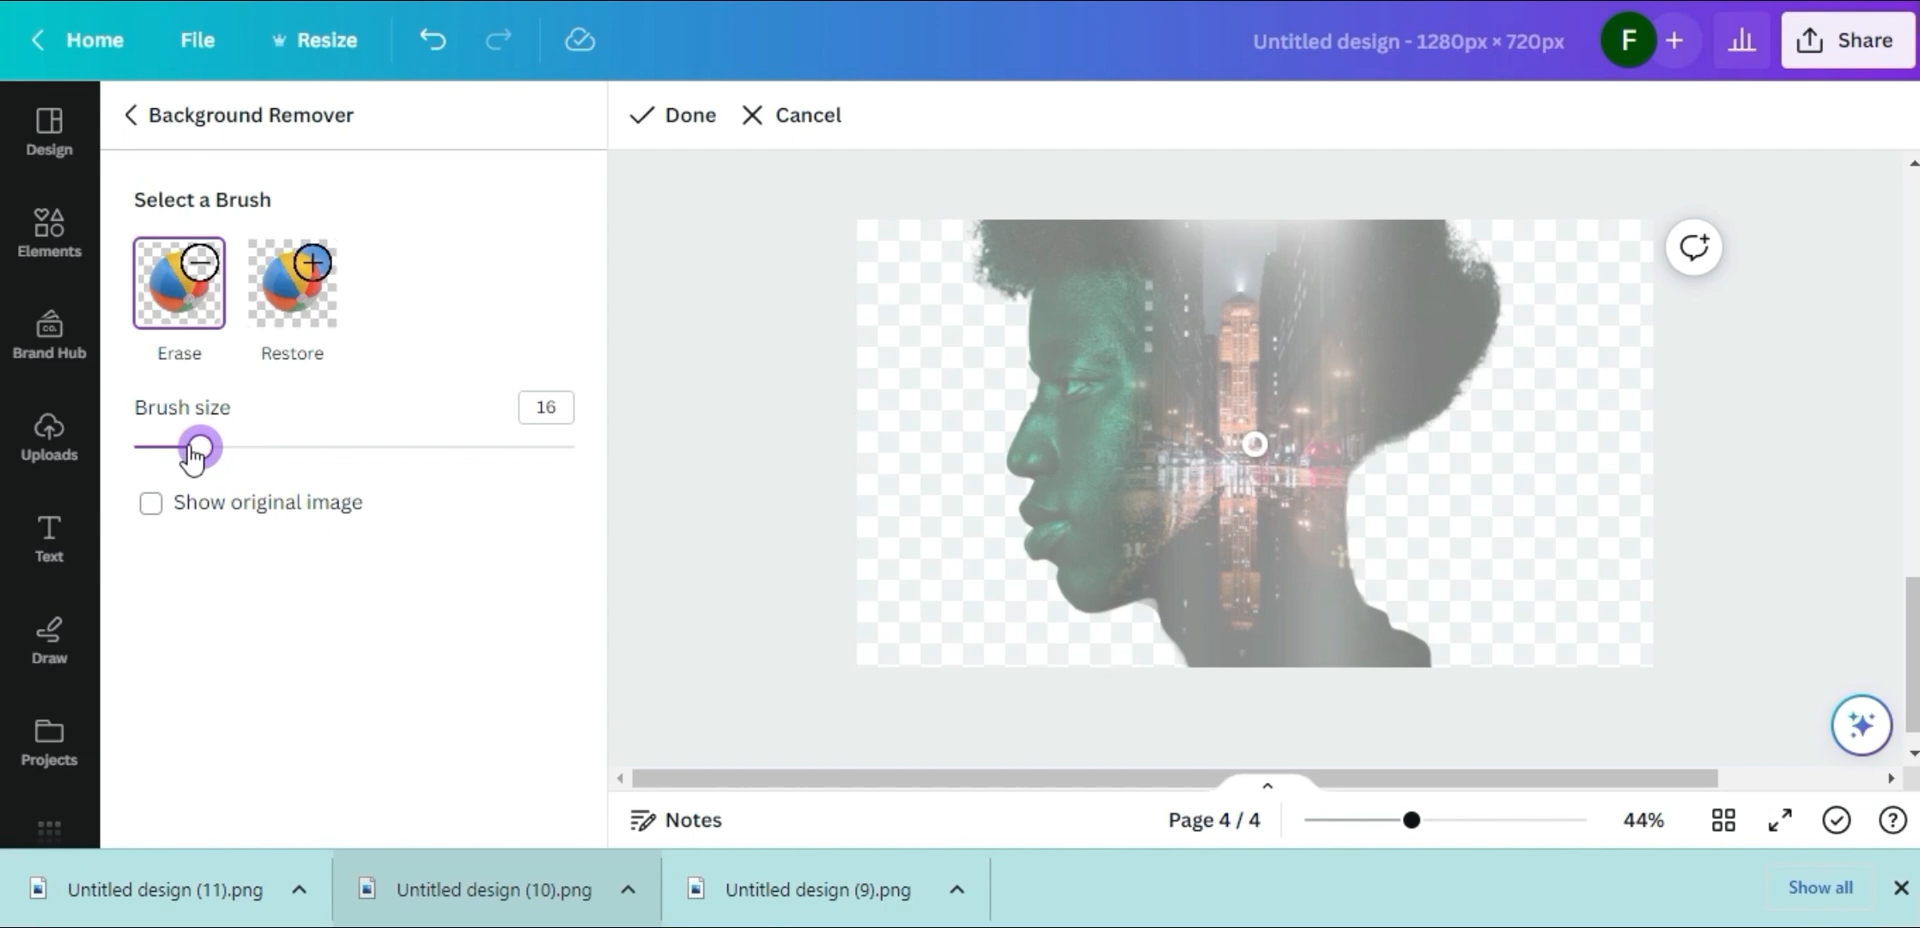 Home File Resize Untitled design - 1280px × 720px F + Share
Background Remover Done Cancel
Design
Elements
Brand Hub
CO.
Uploads
Text
Draw
Projects
Select a Brush
Erase Restore
Brush size 16
Show original image
Notes Page 4 / 4 44% ?
Untitled design (11).png Untitled design (10).png Untitled design (9).png Show all